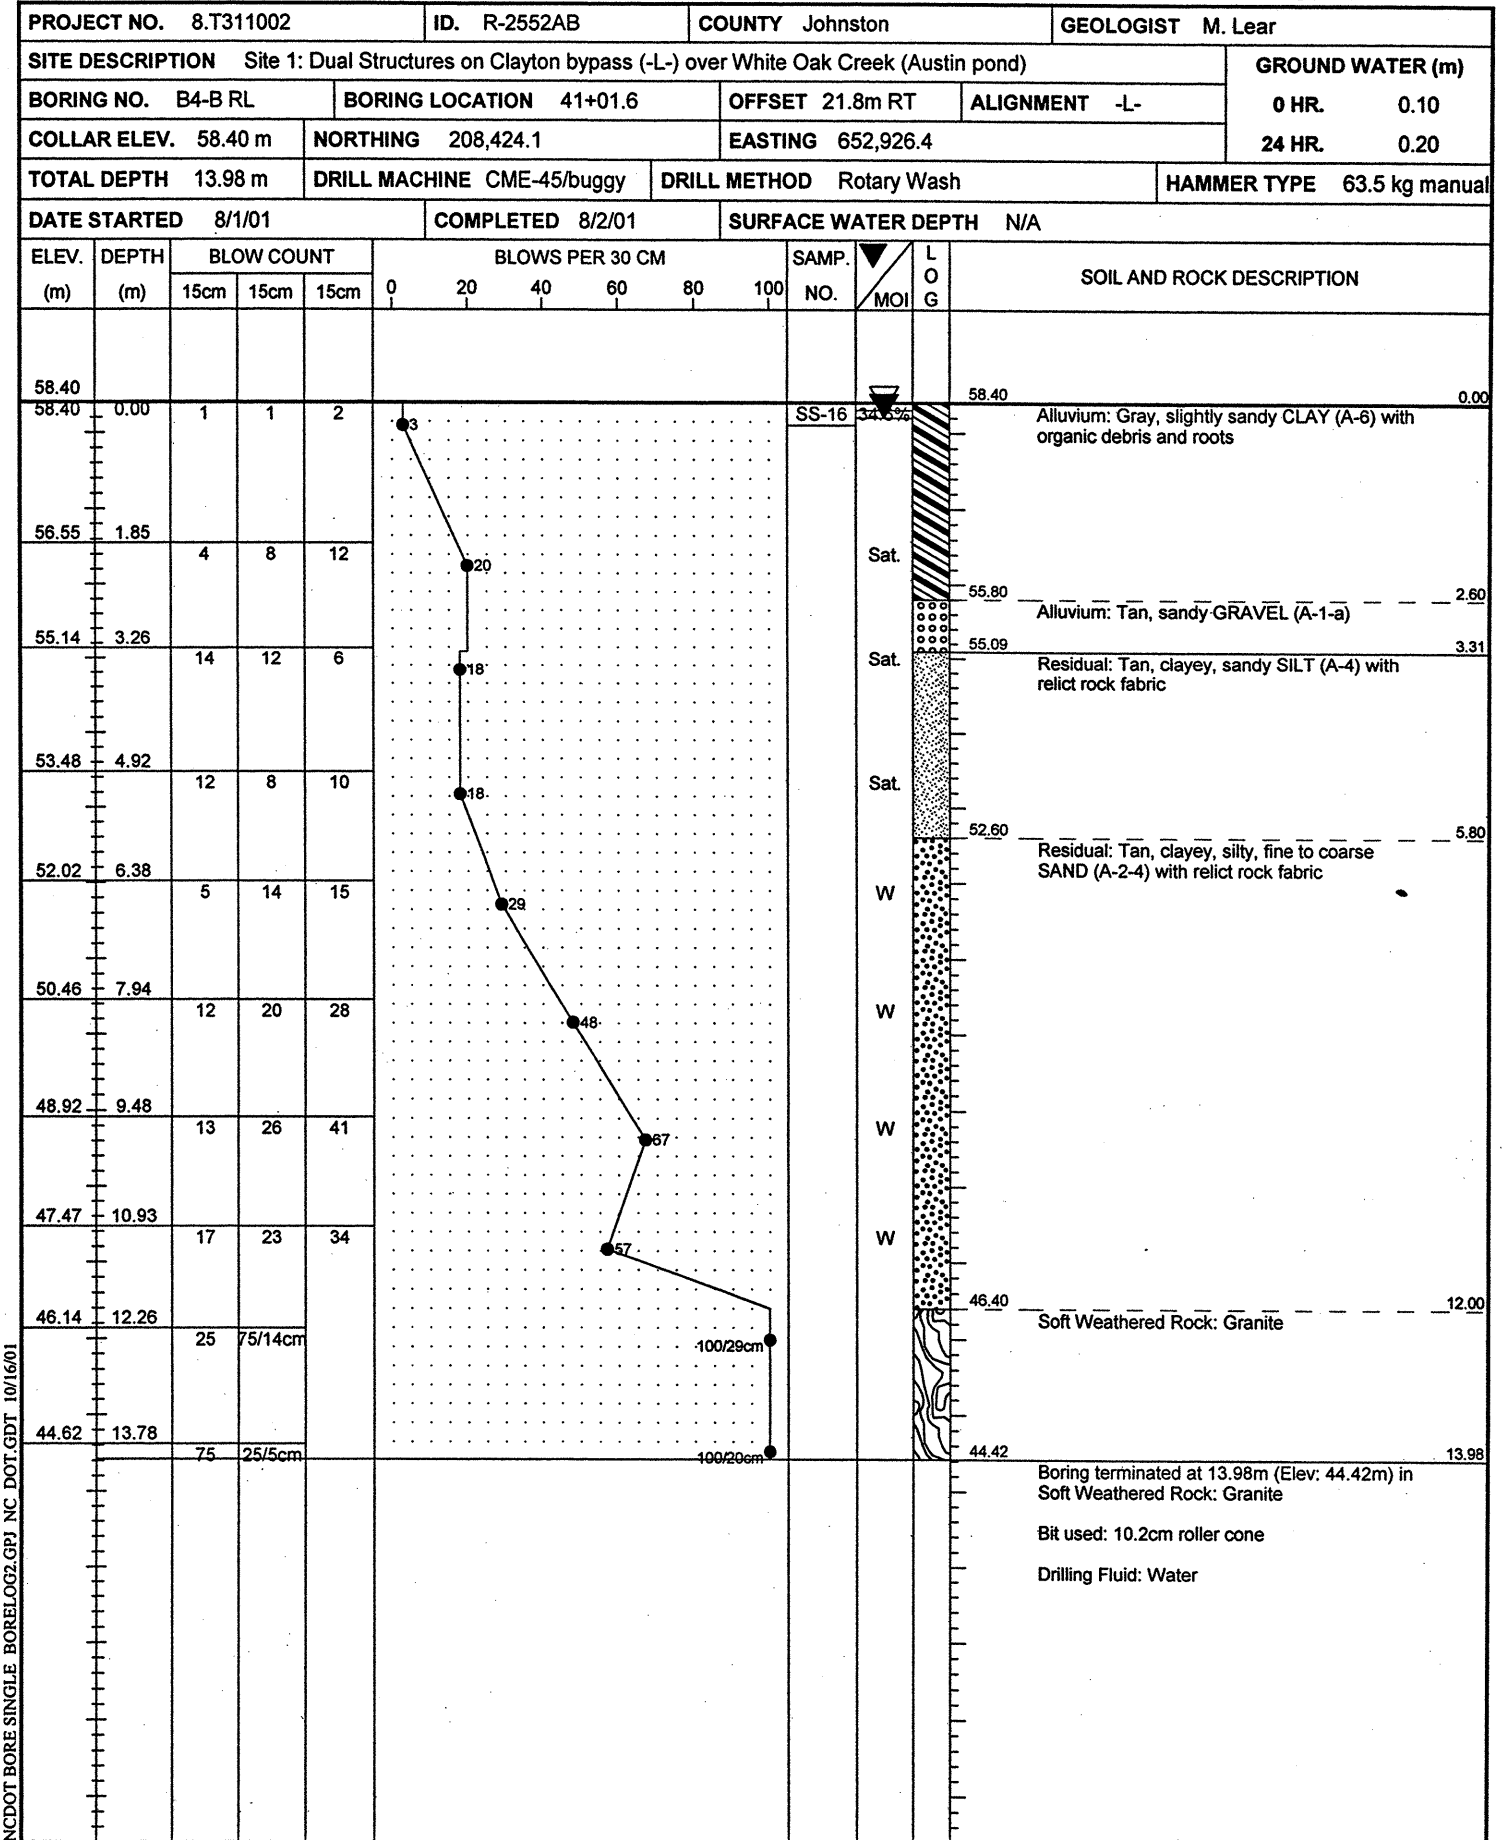 PROJECT NO. 8.T311002 ID. R-2552AB COUNTY Johnston GEOLOGIST M. Lear
SITE DESCRIPTION Site 1: Dual Structures on Clayton bypass (-L-) over White Oak Creek (Austin pond) GROUND WATER (m)
BORING NO. B4-B RL BORING LOCATION 41+01.6 OFFSET 21.8m RT ALIGNMENT -L- 0 HR. 0.10
COLLAR ELEV. 58.40 m NORTHING 208,424.1 EASTING 652,926.4 24 HR. 0.20
TOTAL DEPTH 13.98 m DRILL MACHINE CME-45/buggy DRILL METHOD Rotary Wash HAMMER TYPE 63.5 kg manual
DATE STARTED 8/1/01 COMPLETED 8/2/01 SURFACE WATER DEPTH N/A
ELEV. DEPTH BLOW COUNT BLOWS PER 30 CM SAMP. L
O SOIL AND ROCK DESCRIPTION
(m) (m) 15cm 15cm 15cm 0 20 40 60 80 100 NO. MOI G
58.40 58.40 0.00
58.40 0.00 1 1 2 3 SS-16 34.6% Alluvium: Gray, slightly sandy CLAY (A-6) with
organic debris and roots
56.55 1.85
4 8 12 20 Sat.
55.80 2.60
Alluvium: Tan, sandy GRAVEL (A-1-a)
55.14 3.26 55.09 3.31
14 12 6 18 Sat. Residual: Tan, clayey, sandy SILT (A-4) with
relict rock fabric
53.48 4.92
12 8 10 18 Sat.
52.60 5.80
Residual: Tan, clayey, silty, fine to coarse
52.02 6.38 SAND (A-2-4) with relict rock fabric
5 14 15 29 W
50.46 7.94
12 20 28 48 W
48.92 9.48
13 26 41 67 W
47.47 10.93
17 23 34 57 W
46.40 12.00
46.14 12.26 Soft Weathered Rock: Granite
25 75/14cm 100/29cm
44.62 13.78
75 25/5cm 100/20cm 44.42 13.98
Boring terminated at 13.98m (Elev: 44.42m) in
Soft Weathered Rock: Granite
Bit used: 10.2cm roller cone
Drilling Fluid: Water
NCDOT BORE SINGLE BORELOG2.GPJ NC DOT.GDT 10/16/01